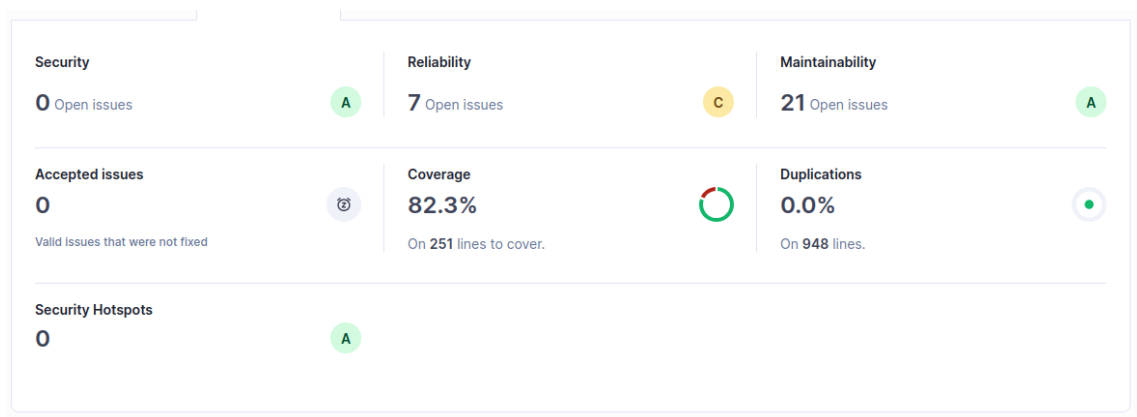 Security
0 Open issues
A
Reliability
7 Open issues
C
Maintainability
21 Open issues
A
Accepted issues
0
Valid issues that were not fixed
Coverage
82.3%
On 251 lines to cover.
Duplications
0.0%
On 948 lines.
Security Hotspots
0
A